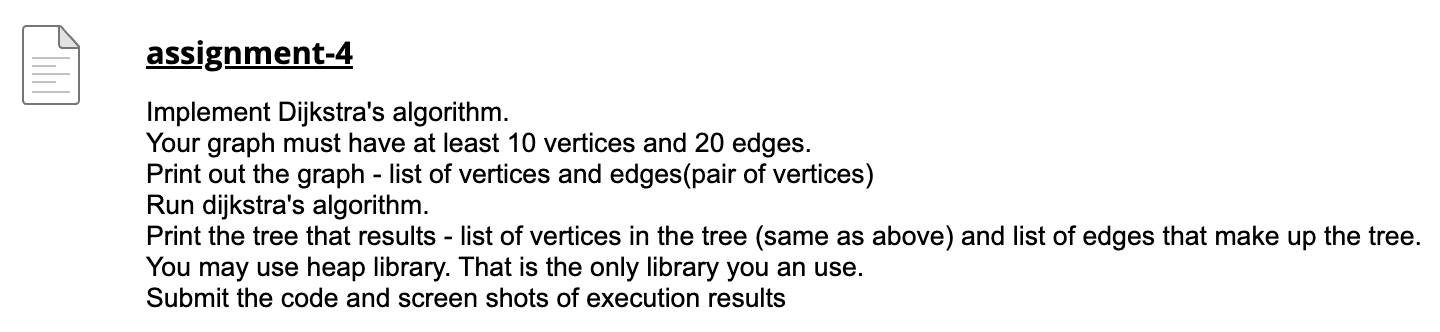 assignment-4
Implement Dijkstra's algorithm.
Your graph must have at least 10 vertices and 20 edges.
Print out the graph - list of vertices and edges(pair of vertices)
Run dijkstra's algorithm.
Print the tree that results - list of vertices in the tree (same as above) and list of edges that make up the tree.
You may use heap library. That is the only library you an use.
Submit the code and screen shots of execution results